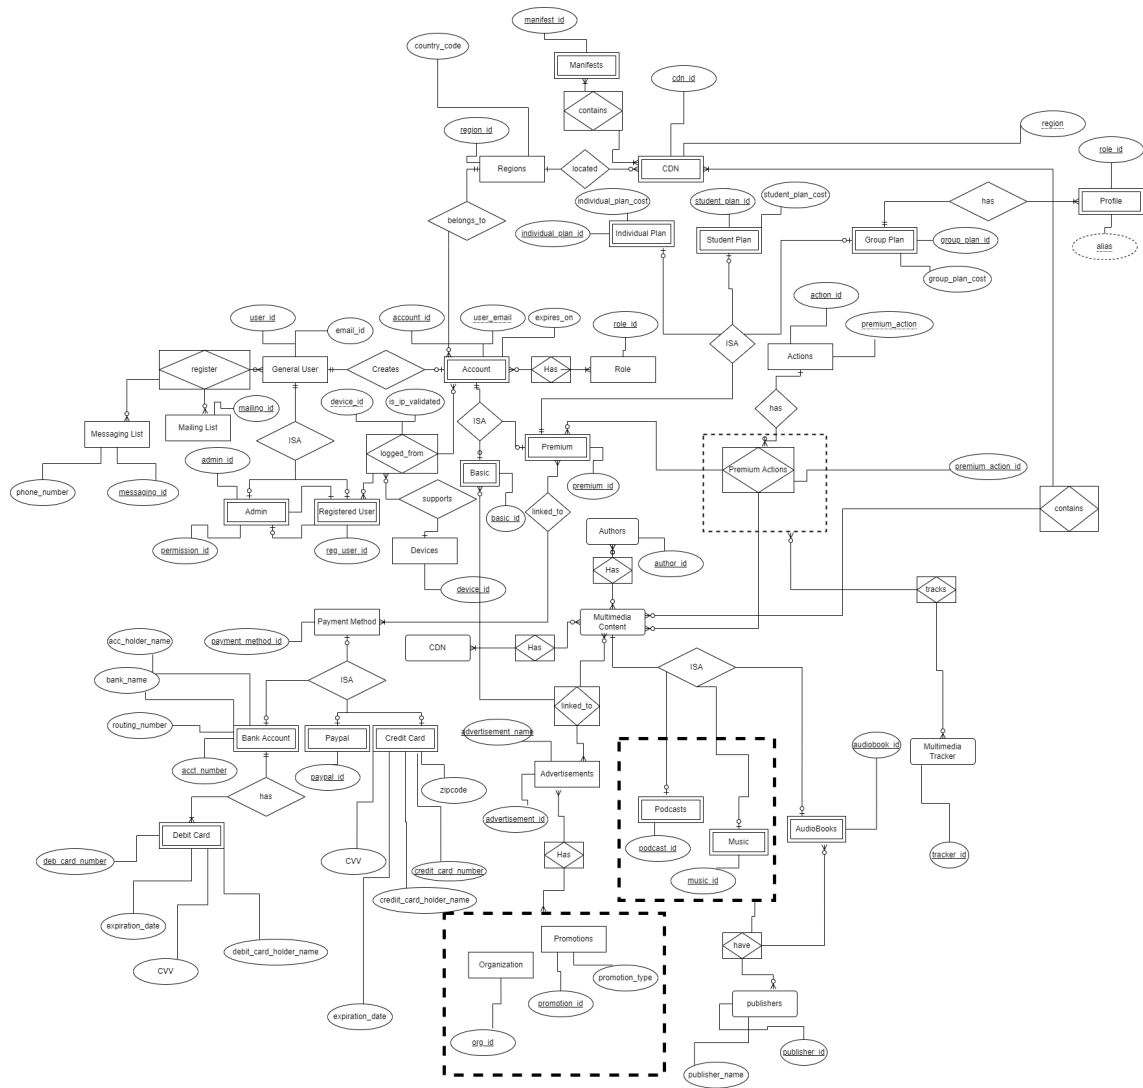 manifest_id
country_code
Manifests
cdn_id
contains
region
region_id
role_id
Regions
located
CDN
has
Profile
individual_plan_cost
student_plan_id
student_plan_cost
belongs_to
individual_plan_id
Individual Plan
Student Plan
Group Plan
group_plan_id
alias
group_plan_cost
action_id
user_id
account_id
user_email
expires_on
role_id
premium_action
email_id
ISA
Actions
register
General User
Creates
Account
Has
Role
device_id
is_ip_validated
mailing_id
has
Messaging List
Mailing List
ISA
ISA
Premium
logged_from
admin_id
Basic
Premium Actions
premium_action_id
phone_number
messaging_id
supports
premium_id
Admin
Registered User
basic_id
linked_to
contains
Authors
permission_id
reg_user_id
Devices
author_id
Has
device_id
tracks
Payment Method
Multimedia
Content
acc_holder_name
payment_method_id
CDN
Has
ISA
bank_name
ISA
linked_to
routing_number
advertisement_name
Bank Account
Paypal
Credit Card
audiobook_id
Multimedia
Tracker
acct_number
paypal_id
Advertisements
zipcode
has
Podcasts
advertisement_id
AudioBooks
Debit Card
Music
podcast_id
Has
tracker_id
deb_card_number
CVV
credit_card_number
music_id
crediit_card_holder_name
expiration_date
Promotions
have
debit_card_holder_name
Organization
CVV
promotion_type
promotion_id
publishers
expiration_date
org_id
publisher_id
publisher_name